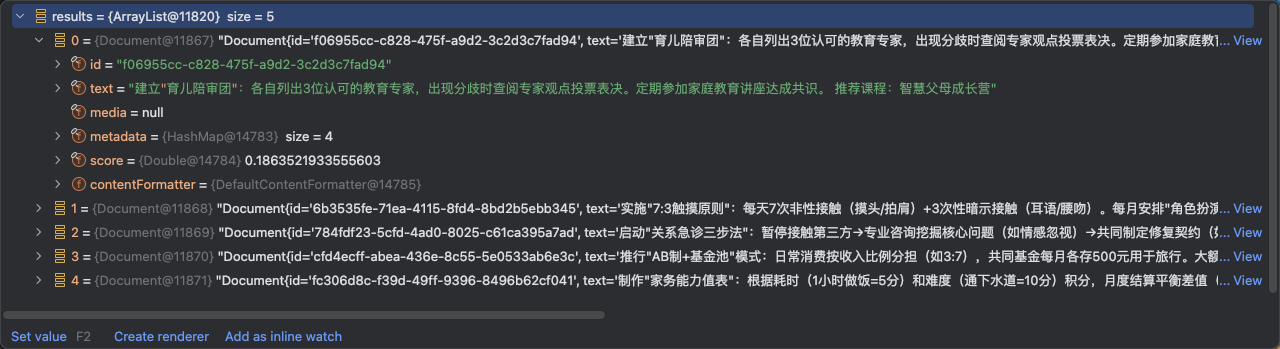 results = {ArrayList@11820} size = 5
0 = {Document@11867} "Document{id='f06955cc-c828-475f-a9d2-3c2d3c7fad94', text='建立"育儿陪审团"：各自列出3位认可的教育专家，出现分歧时查阅专家观点投票表决。定期参加家庭教育... View
id = "f06955cc-c828-475f-a9d2-3c2d3c7fad94"
text = "建立"育儿陪审团"：各自列出3位认可的教育专家，出现分歧时查阅专家观点投票表决。定期参加家庭教育讲座达成共识。 推荐课程：智慧父母成长营"
media = null
metadata = {HashMap@14783} size = 4
score = {Double@14784} 0.1863521933555603
contentFormatter = {DefaultContentFormatter@14785}
1 = {Document@11868} "Document{id='6b3535fe-71ea-4115-8fd4-8bd2b5ebb345', text='实施"7:3触摸原则"：每天7次非性接触（摸头/拍肩）+3次性暗示接触（耳语/腰吻）。每月安排"角色扮演... View
2 = {Document@11869} "Document{id='784fdf23-5cfd-4ad0-8025-c61ca395a7ad', text='启动"关系急诊三步法"：暂停接触第三方→专业咨询挖掘核心问题（如情感忽视）→共同制定修复契约（... View
3 = {Document@11870} "Document{id='cfd4ecff-abea-436e-8c55-5e0533ab6e3c', text='推行"AB制+基金池"模式：日常消费按收入比例分担（如3:7），共同基金每月各存500元用于旅行。大额... View
4 = {Document@11871} "Document{id='fc306d8c-f39d-49ff-9396-8496b62cf041', text='制作"家务能力值表"：根据耗时（1小时做饭=5分）和难度（通下水道=10分）积分，月度结算平衡差值（... View
Set value F2 Create renderer Add as inline watch